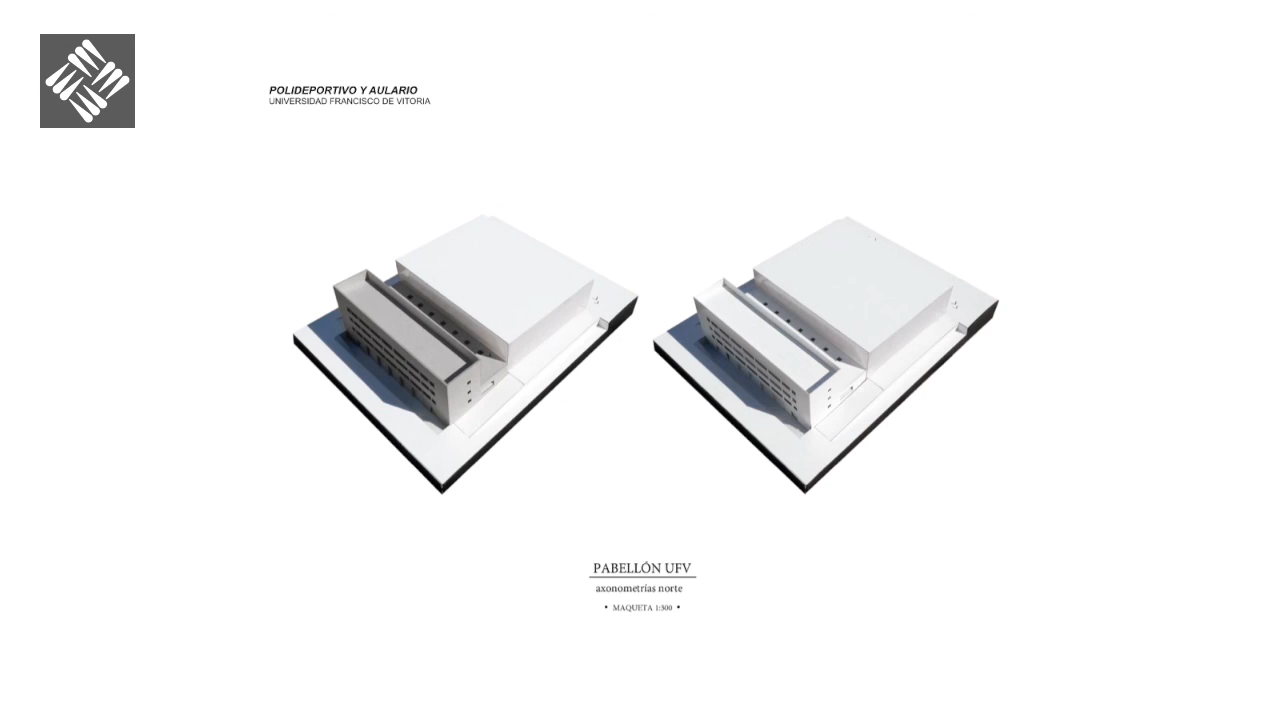 POLIDEPORTIVO Y AULARIO
UNIVERSIDAD FRANCISCO DE VITORIA
PABELLÓN UFV
axonometrías norte
• MAQUETA 1:300 •